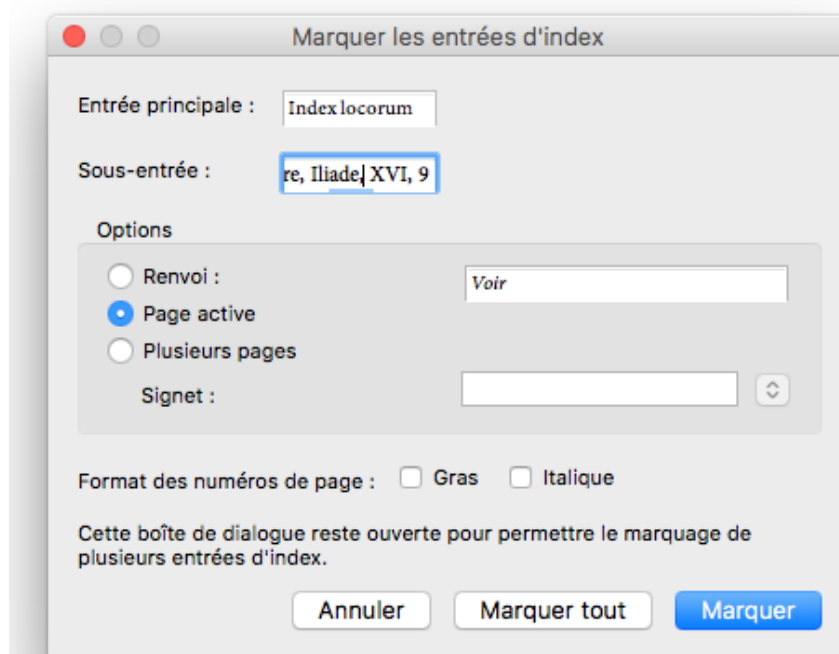 Marquer les entrées d'index
Entrée principale : Index locorum
Sous-entrée : re, Iliade, XVI, 9
Options
Renvoi : Voir
Page active
Plusieurs pages
Signet :
Format des numéros de page : Gras Italique
Cette boîte de dialogue reste ouverte pour permettre le marquage de
plusieurs entrées d'index.
Annuler Marquer tout Marquer